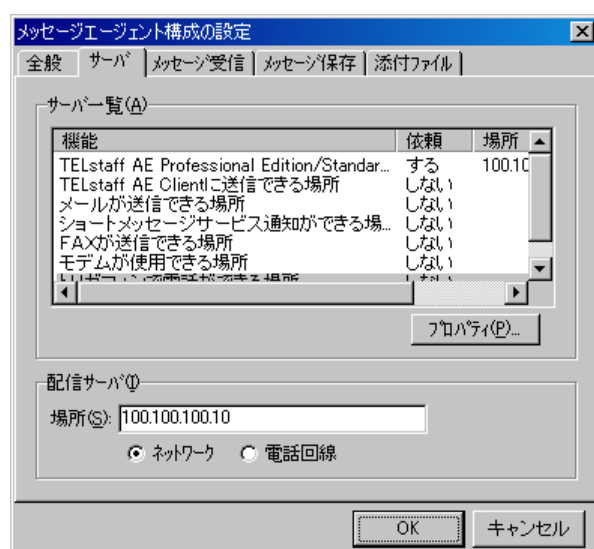 メッセージエージェント構成の設定
全般 サーバ メッセージ受信 メッセージ保存 添付ファイル
サーバ一覧(A)
機能 依頼 場所
TELstaff AE Professional Edition/Standar... する 100.10
TELstaff AE Clientに送信できる場所 しない
メールが送信できる場所 しない
ショートメッセージサービス通知ができる場... しない
FAXが送信できる場所 しない
モデムが使用できる場所 しない
プロパティ(P)...
配信サーバ(I)
場所(S): 100.100.100.10
ネットワーク 電話回線
OK キャンセル